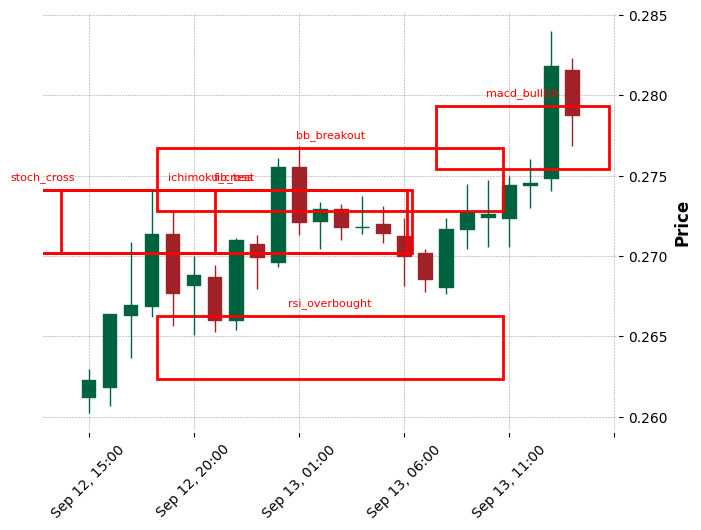 0.285
macd_bullish
0.280
bb_breakout
stoch_cross
ichimoku_cross
fib_test
0.275
Price
0.270
rsi_overbought
0.265
0.260
Sep 12, 15:00
Sep 12, 20:00
Sep 13, 01:00
Sep 13, 06:00
Sep 13, 11:00